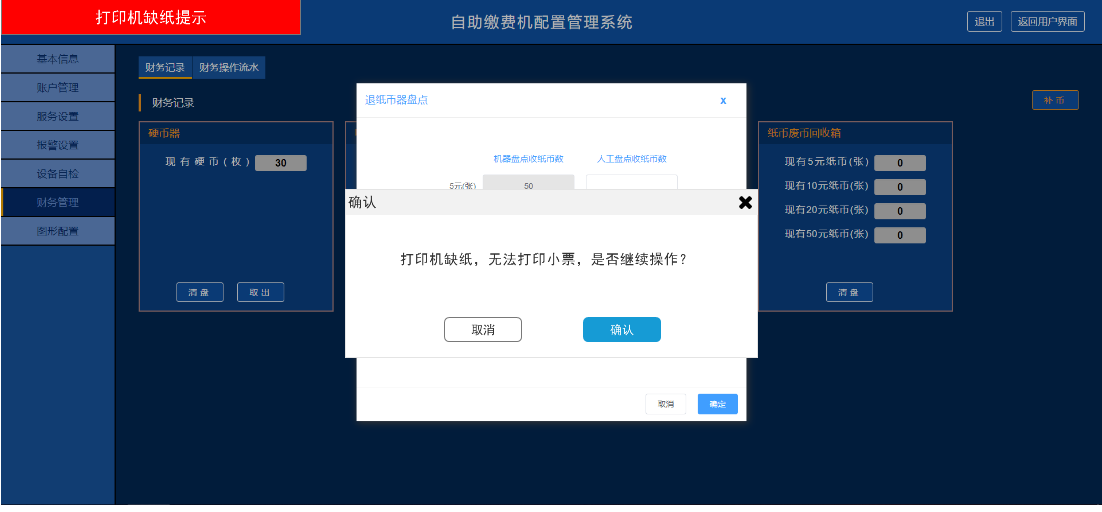 打印机缺纸提示
自助缴费机配置管理系统
退出
返回用户界面
基本信息
账户管理
服务设置
报警设置
设备自检
财务管理
图形配置
财务记录 财务操作流水
财务记录
补币
硬币器
现有硬币(枚) 30
清盘 取出
退纸币器盘点 x
机器盘点收纸币数 人工盘点收纸币数
5元(张) 50
确认
打印机缺纸，无法打印小票，是否继续操作？
取消 确认
取消 确定
纸币废币回收箱
现有5元纸币(张) 0
现有10元纸币(张) 0
现有20元纸币(张) 0
现有50元纸币(张) 0
清盘